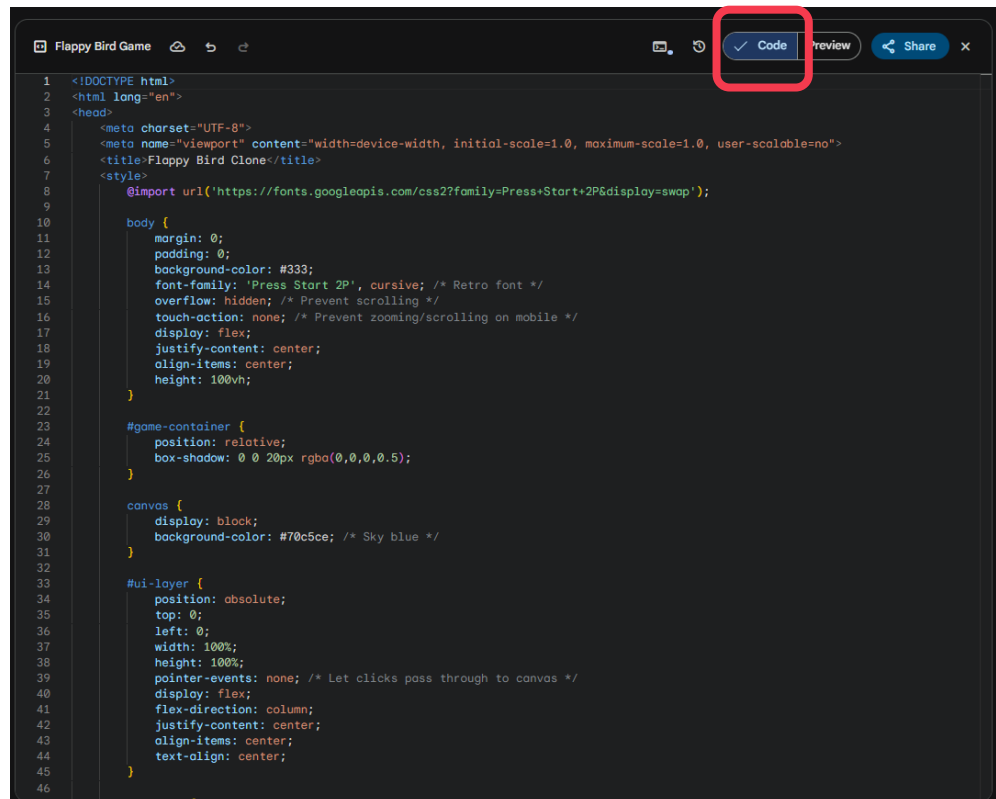 Flappy Bird Game
Code
Preview
Share
1 <!DOCTYPE html>
2 <html lang="en">
3 <head>
4 <meta charset="UTF-8">
5 <meta name="viewport" content="width=device-width, initial-scale=1.0, maximum-scale=1.0, user-scalable=no">
6 <title>Flappy Bird Clone</title>
7 <style>
8 @import url('https://fonts.googleapis.com/css2?family=Press+Start+2P&display=swap');
9
10 body {
11 margin: 0;
12 padding: 0;
13 background-color: #333;
14 font-family: 'Press Start 2P', cursive; /* Retro font */
15 overflow: hidden; /* Prevent scrolling */
16 touch-action: none; /* Prevent zooming/scrolling on mobile */
17 display: flex;
18 justify-content: center;
19 align-items: center;
20 height: 100vh;
21 }
22
23 #game-container {
24 position: relative;
25 box-shadow: 0 0 20px rgba(0,0,0,0.5);
26 }
27
28 canvas {
29 display: block;
30 background-color: #70c5ce; /* Sky blue */
31 }
32
33 #ui-layer {
34 position: absolute;
35 top: 0;
36 left: 0;
37 width: 100%;
38 height: 100%;
39 pointer-events: none; /* Let clicks pass through to canvas */
40 display: flex;
41 flex-direction: column;
42 justify-content: center;
43 align-items: center;
44 text-align: center;
45 }
46